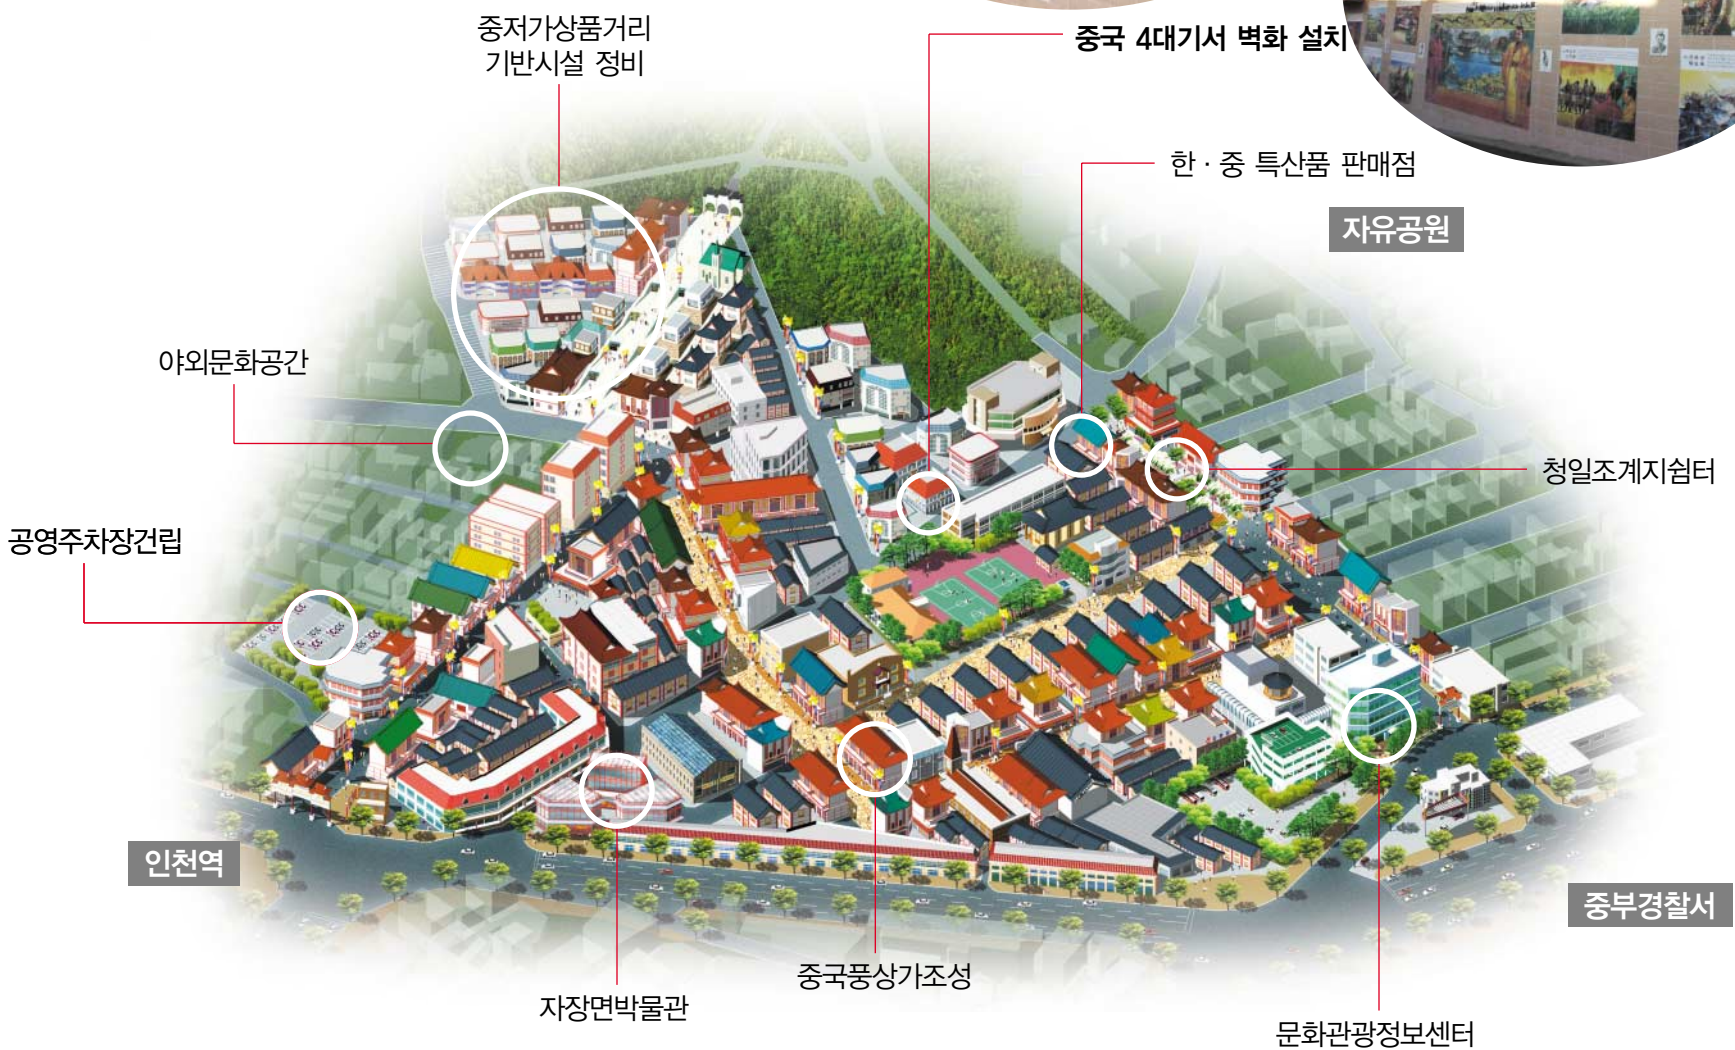 중저가상품거리
기반시설 정비
중국 4대기서 벽화 설치
한 · 중 특산품 판매점
자유공원
야외문화공간
청일조계지쉼터
공영주차장건립
인천역
중부경찰서
중국풍상가조성
자장면박물관
문화관광정보센터